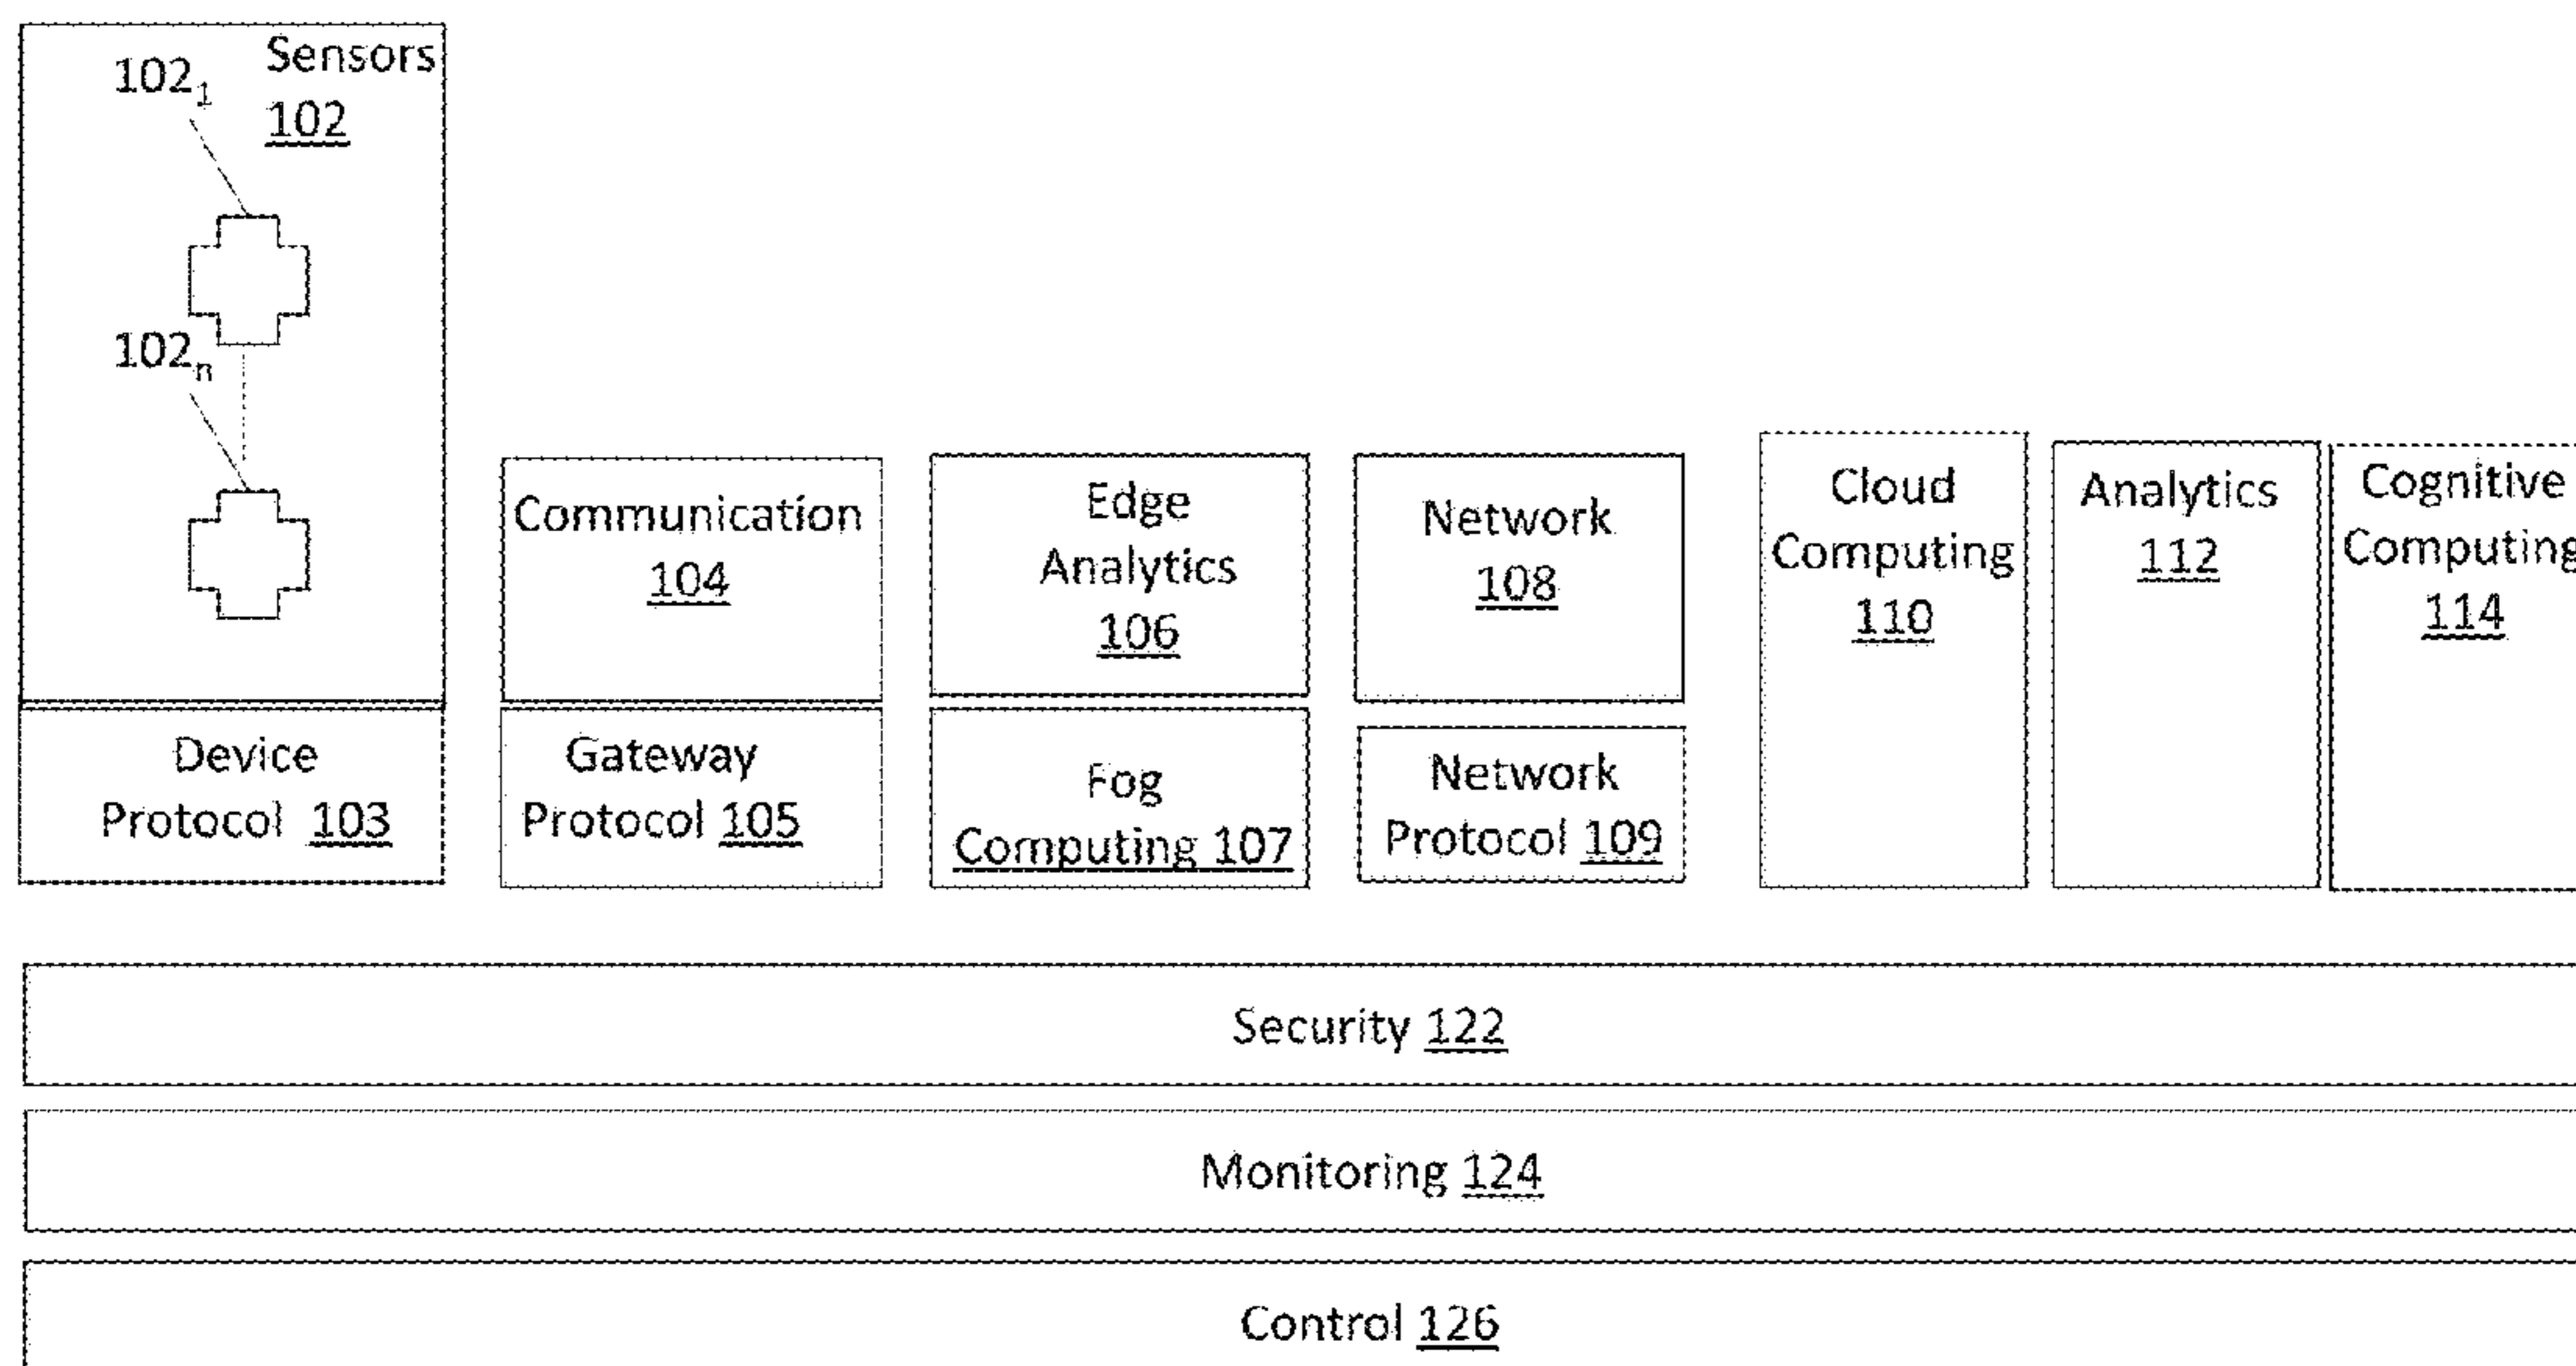 Sensors
102
102₁
102ₙ
Device
Protocol 103
Communication
104
Gateway
Protocol 105
Edge
Analytics
106
Fog
Computing 107
Network
108
Network
Protocol 109
Cloud
Computing
110
Analytics
112
Cognitive
Computing
114
Security 122
Monitoring 124
Control 126